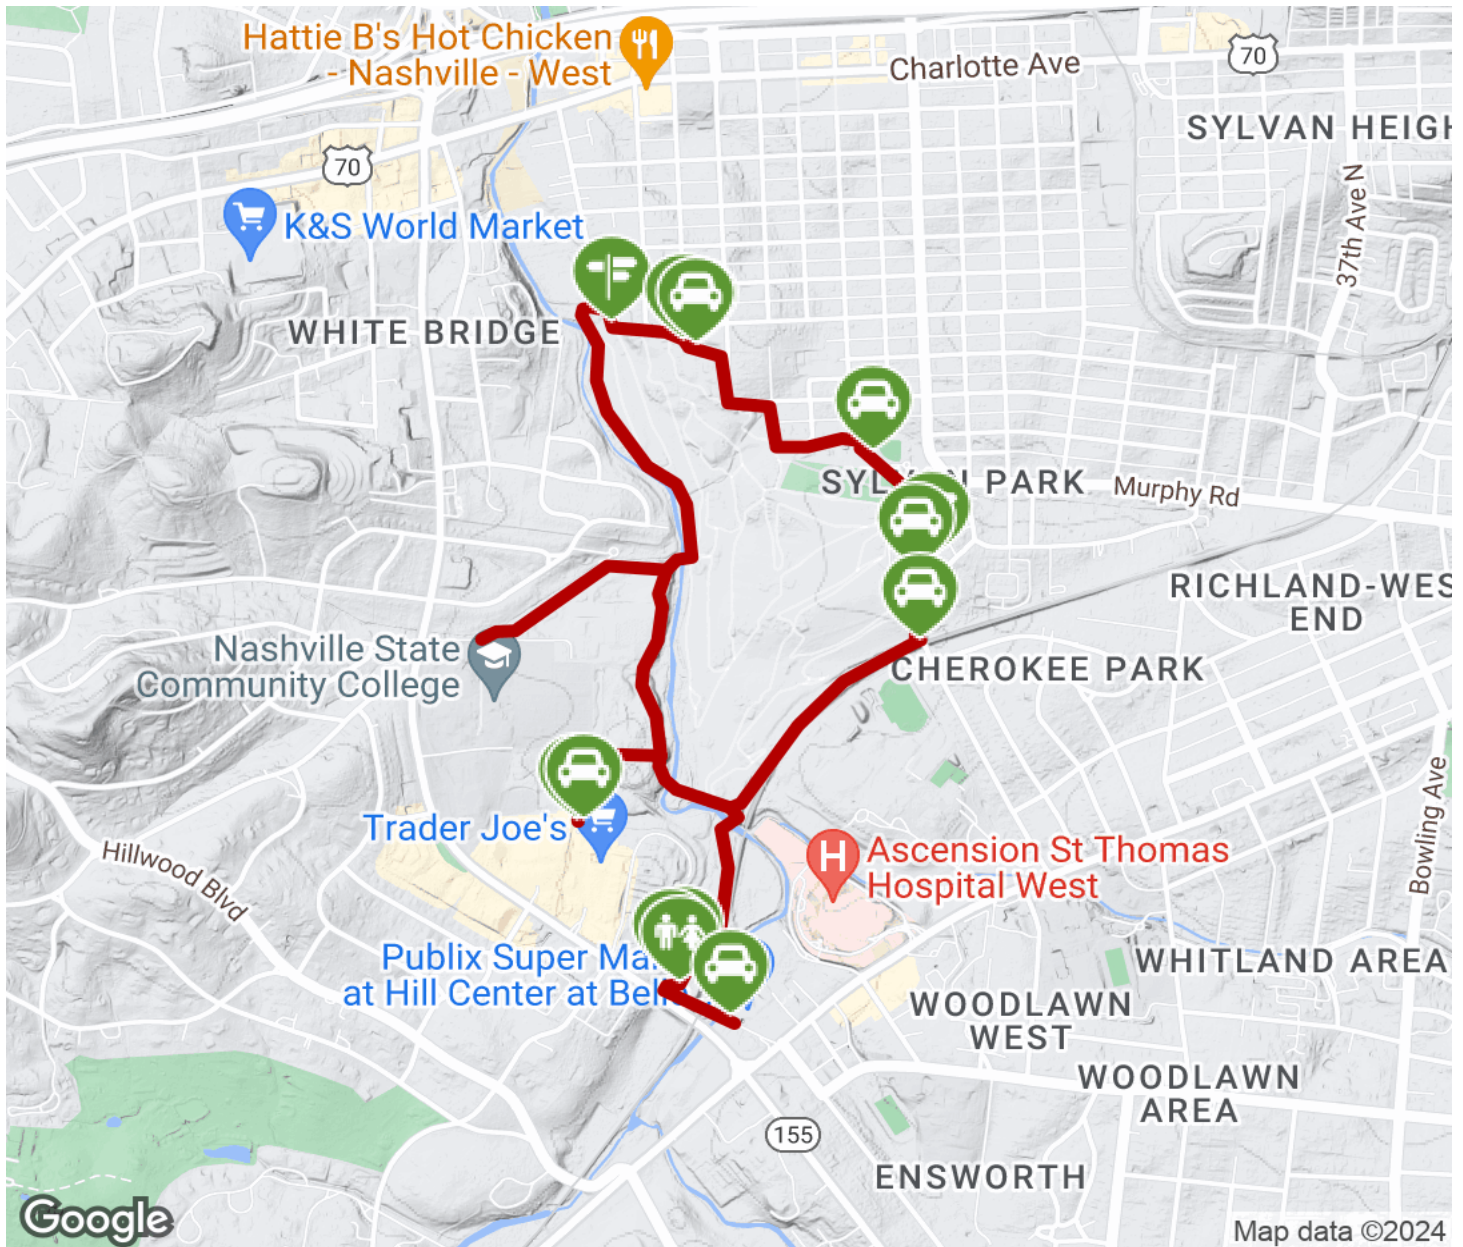 Hattie B's Hot Chicken
- Nashville - West
Charlotte Ave
70
SYLVAN HEIGH
70
37th Ave N
K&S World Market
WHITE BRIDGE
PARK
Murphy Rd
RICHLAND-WES
END
Nashville State
Community College
CHEROKEE PARK
Bowling Ave
Trader Joe's
Hillwood Blvd
H
Ascension St Thomas
Hospital West
Publix Super Ma
at Hill Center at Bell
WHITLAND AREA
WOODLAWN
WEST
WOODLAWN
AREA
155
ENSWORTH
Google
Map data ©2024